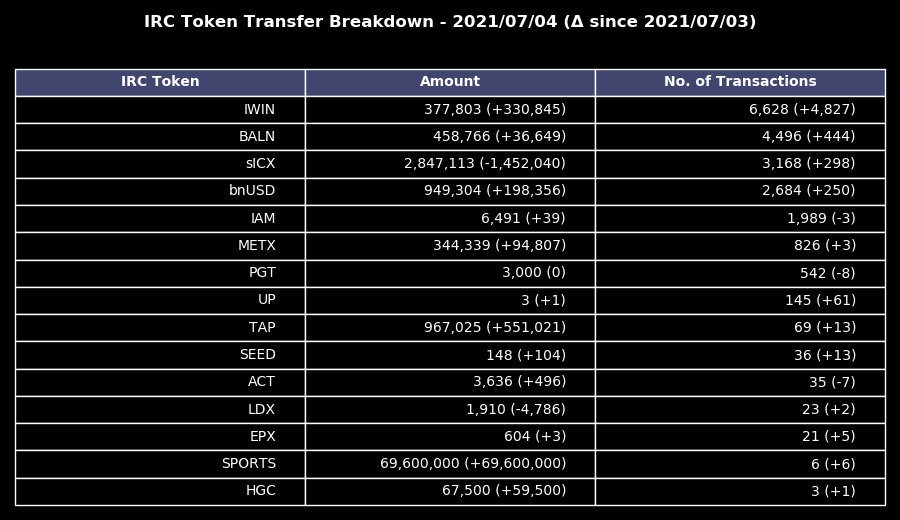 IRC Token Transfer Breakdown - 2021/07/04 (Δ since 2021/07/03)
IRC Token Amount No. of Transactions
IWIN 377,803 (+330,845) 6,628 (+4,827)
BALN 458,766 (+36,649) 4,496 (+444)
sICX 2,847,113 (-1,452,040) 3,168 (+298)
bnUSD 949,304 (+198,356) 2,684 (+250)
IAM 6,491 (+39) 1,989 (-3)
METX 344,339 (+94,807) 826 (+3)
PGT 3,000 (0) 542 (-8)
UP 3 (+1) 145 (+61)
TAP 967,025 (+551,021) 69 (+13)
SEED 148 (+104) 36 (+13)
ACT 3,636 (+496) 35 (-7)
LDX 1,910 (-4,786) 23 (+2)
EPX 604 (+3) 21 (+5)
SPORTS 69,600,000 (+69,600,000) 6 (+6)
HGC 67,500 (+59,500) 3 (+1)